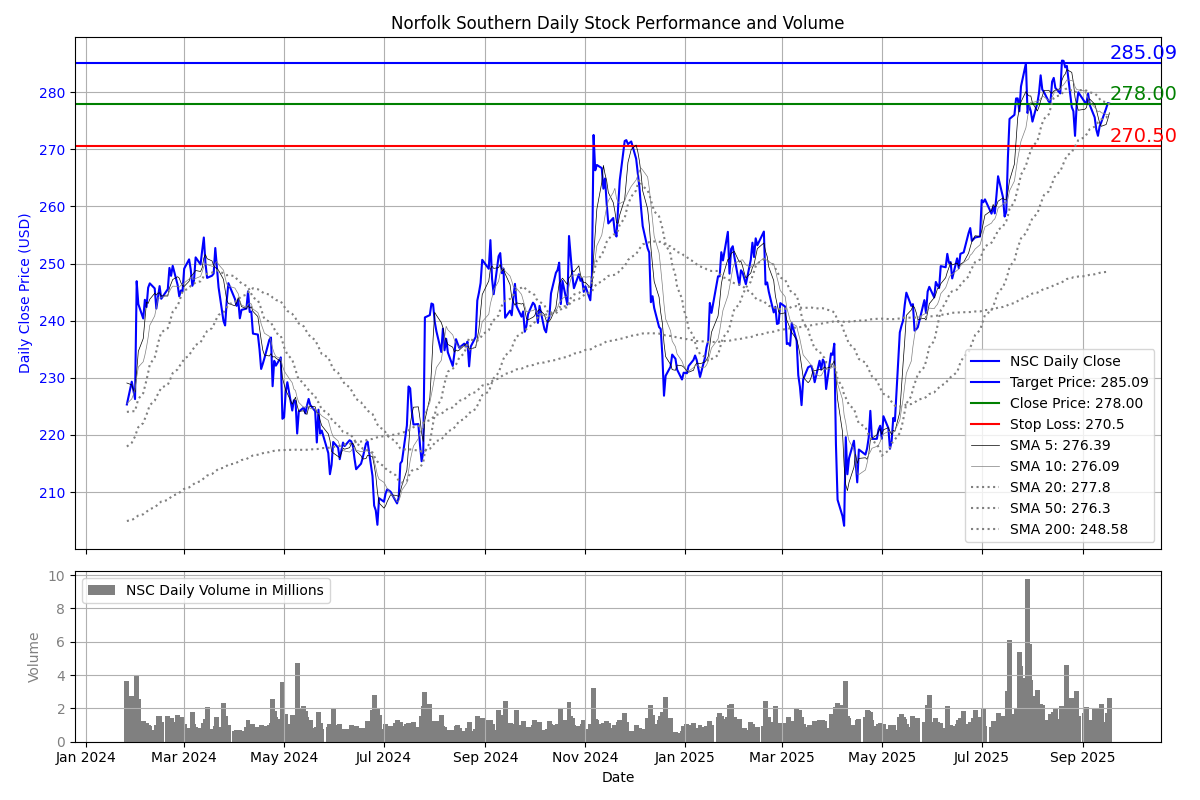 Norfolk Southern Daily Stock Performance and Volume
285.09
278.00
270.50
Daily Close Price (USD)
280
270
260
250
240
230
220
210
NSC Daily Close
Target Price: 285.09
Close Price: 278.00
Stop Loss: 270.5
SMA 5: 276.39
SMA 10: 276.09
SMA 20: 277.8
SMA 50: 276.3
SMA 200: 248.58
NSC Daily Volume in Millions
Volume
10
8
6
4
2
0
Jan 2024 Mar 2024 May 2024 Jul 2024 Sep 2024 Nov 2024 Jan 2025 Mar 2025 May 2025 Jul 2025 Sep 2025
Date